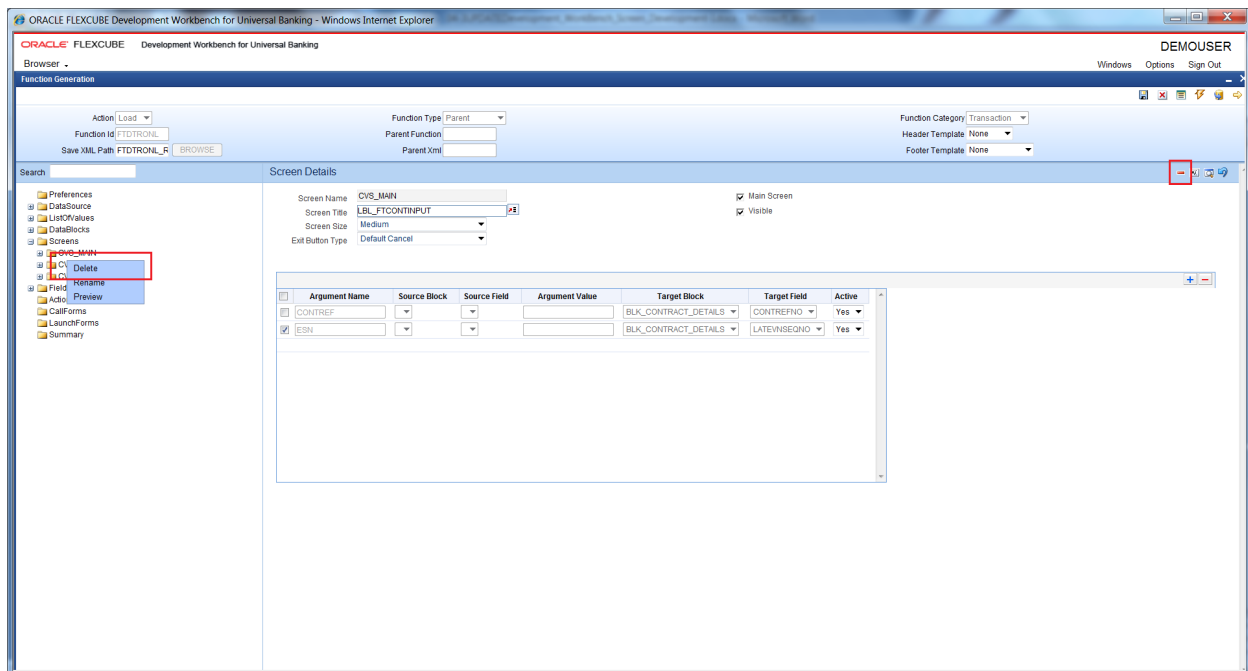 ORACLE FLEXCUBE Development Workbench for Universal Banking - Windows Internet Explorer
ORACLE FLEXCUBE Development Workbench for Universal Banking
DEMOUSER
Browser
Windows Options Sign Out
Function Generation
Action Load Function Type Parent Function Category Transaction
Function Id FTDTRONL Parent Function Header Template None
Save XML Path FTDTRONL_R BROWSE Parent Xml Footer Template None
Search
Screen Details
Preferences
DataSource
ListOfValues
DataBlocks
Screens
CVS_MAIN
Delete
Rename
Preview
Field
Actio
CallForms
LaunchForms
Summary
Screen Name CVS_MAIN Main Screen
Screen Title LBL_FTCONTINPUT Visible
Screen Size Medium
Exit Button Type Default Cancel
Argument Name Source Block Source Field Argument Value Target Block Target Field Active
CONTREF BLK_CONTRACT_DETAILS CONTREFNO Yes
ESN BLK_CONTRACT_DETAILS LATEVNSEQNO Yes